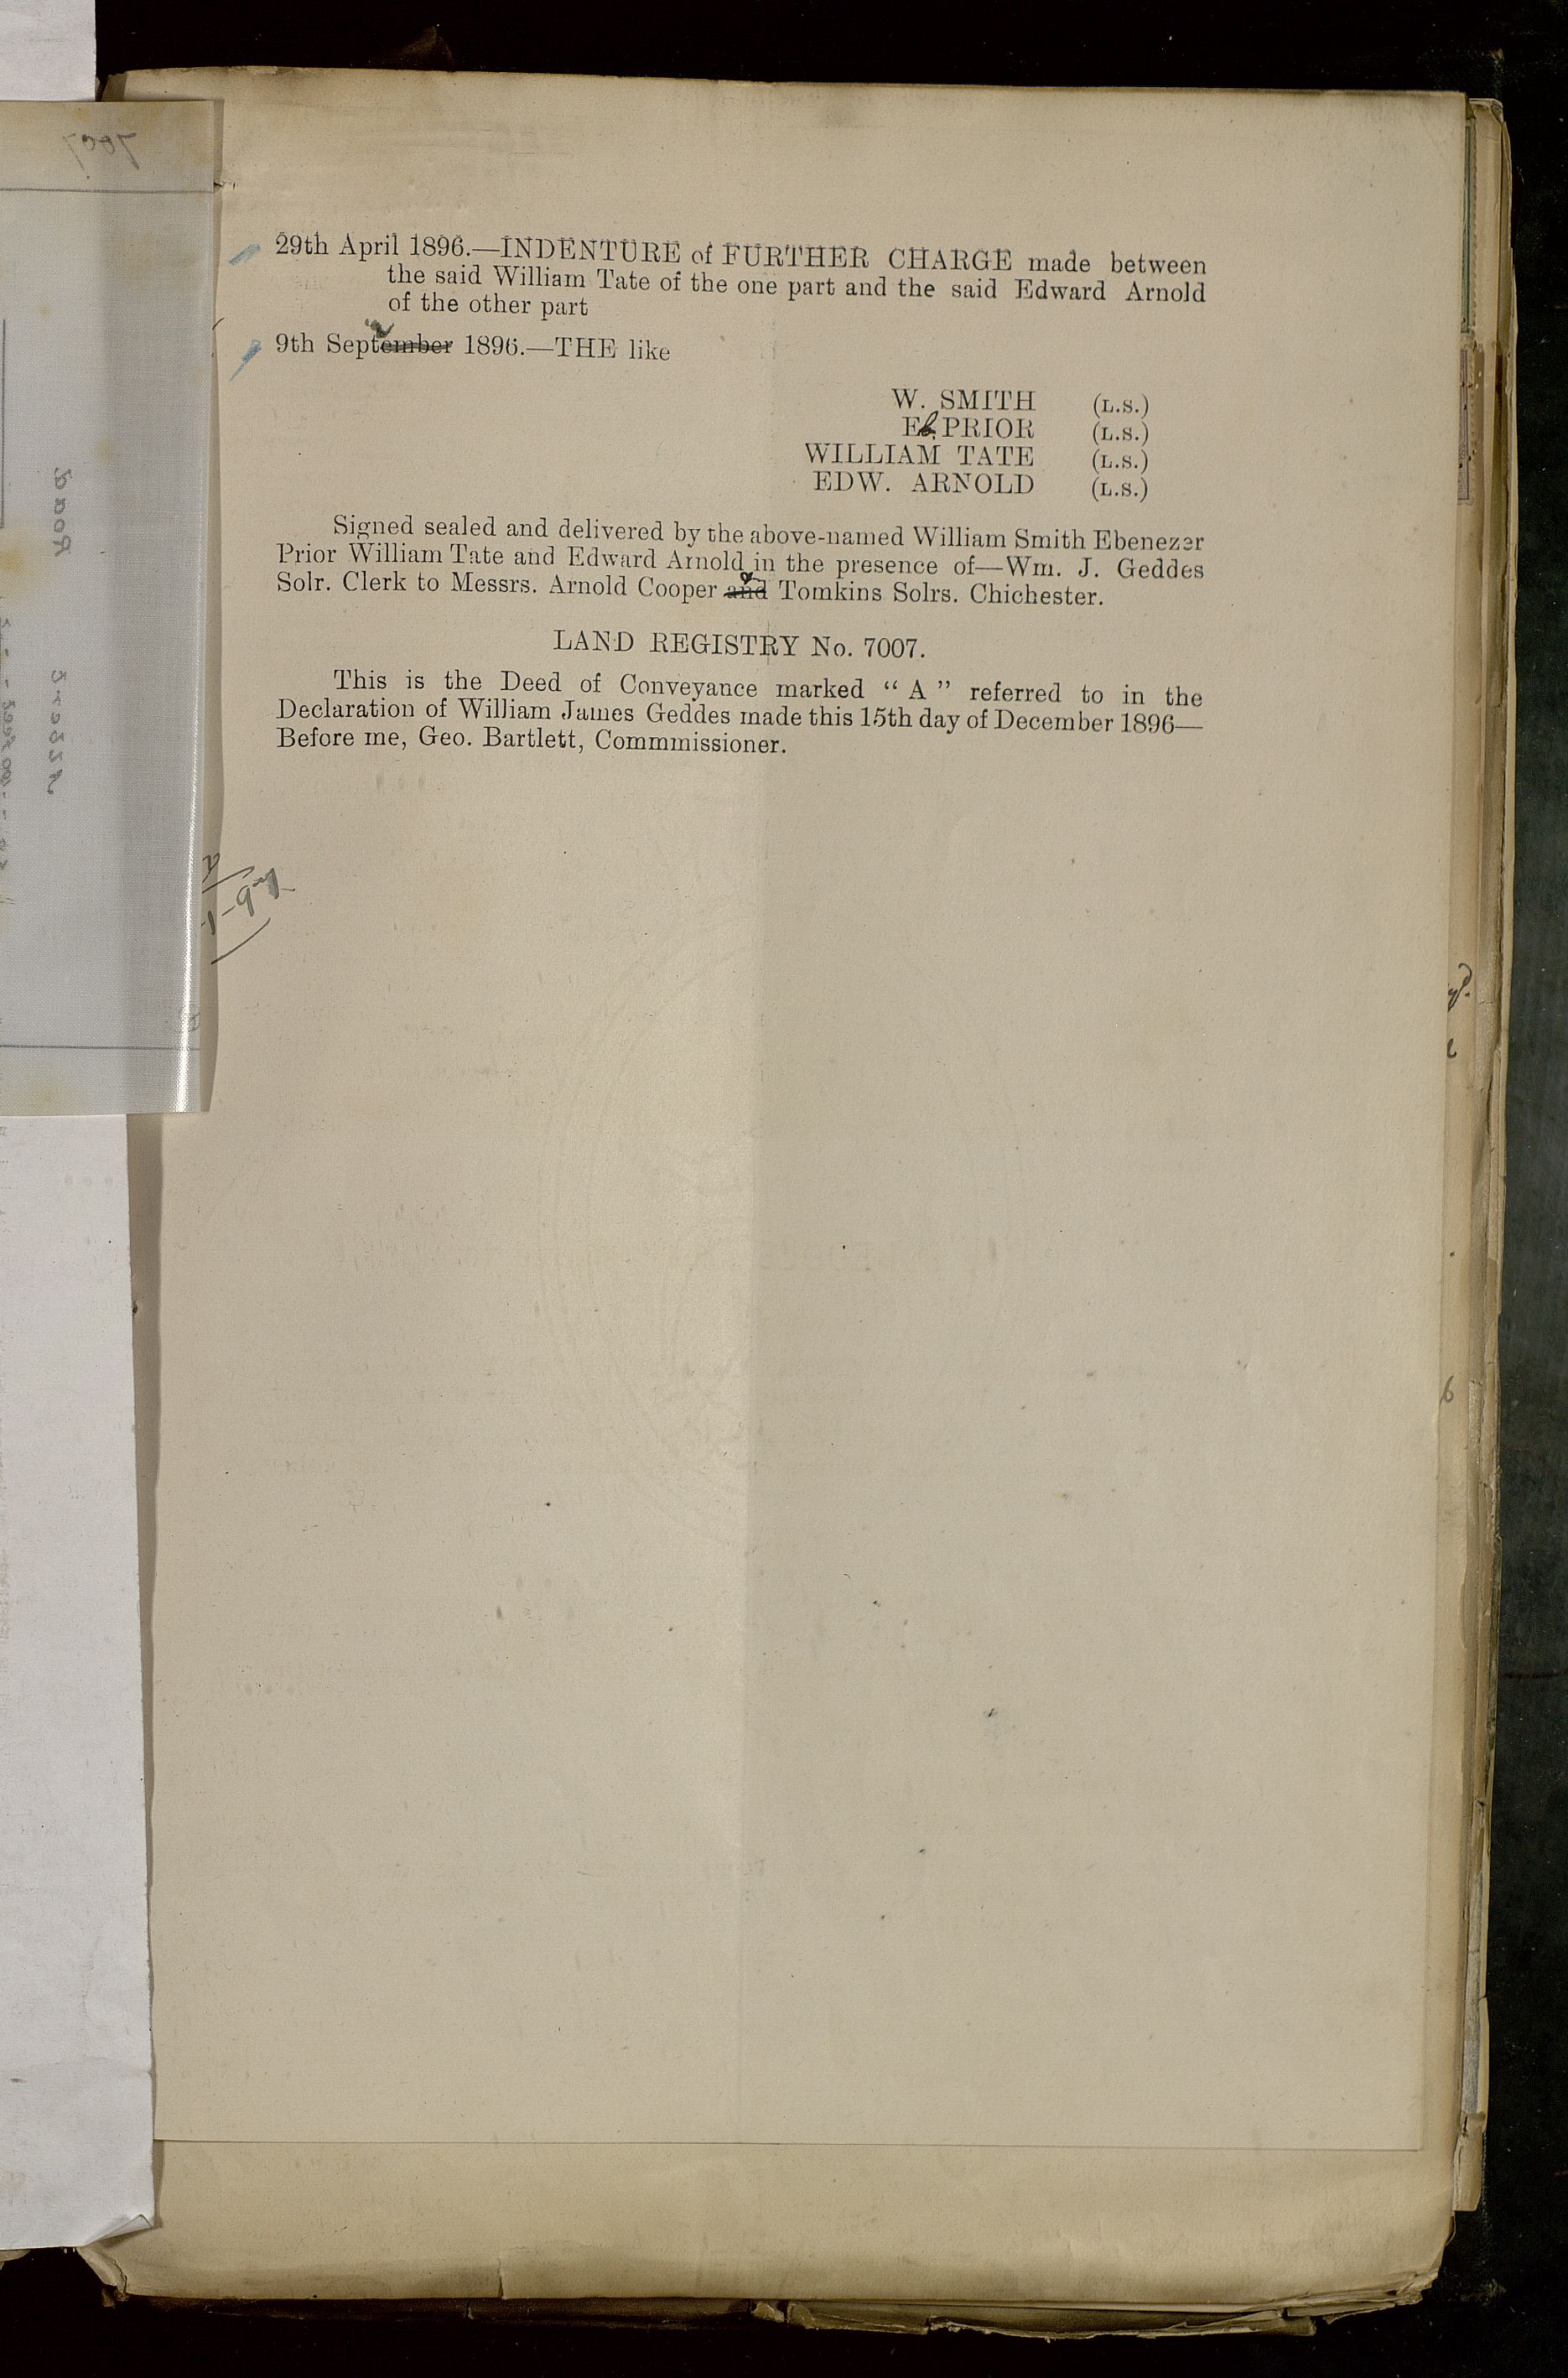 29th April 1896.—INDENTURE of FURTHER CHARGE made between
the said William Tate of the one part and the said Edward Arnold
of the other part
9th September 1896.—THE like
W. SMITH (L.S.)
Eb. PRIOR (L.S.)
WILLIAM TATE (L.S.)
EDW. ARNOLD (L.S.)
Signed sealed and delivered by the above-named William Smith Ebenezer
Prior William Tate and Edward Arnold in the presence of—Wm. J. Geddes
Solr. Clerk to Messrs. Arnold Cooper and Tomkins Solrs. Chichester.
LAND REGISTRY No. 7007.
This is the Deed of Conveyance marked “ A ” referred to in the
Declaration of William James Geddes made this 15th day of December 1896—
Before me, Geo. Bartlett, Commmissioner.
7007